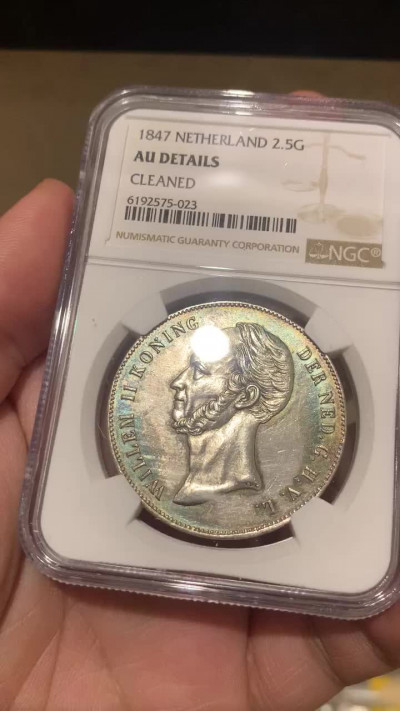 1847 NETHERLAND 2.5G
AU DETAILS
CLEANED
6192575-023
NUMISMATIC GUARANTY CORPORATION
NGC®
WILLEM II KONING
DER NED. G.H.V. L.